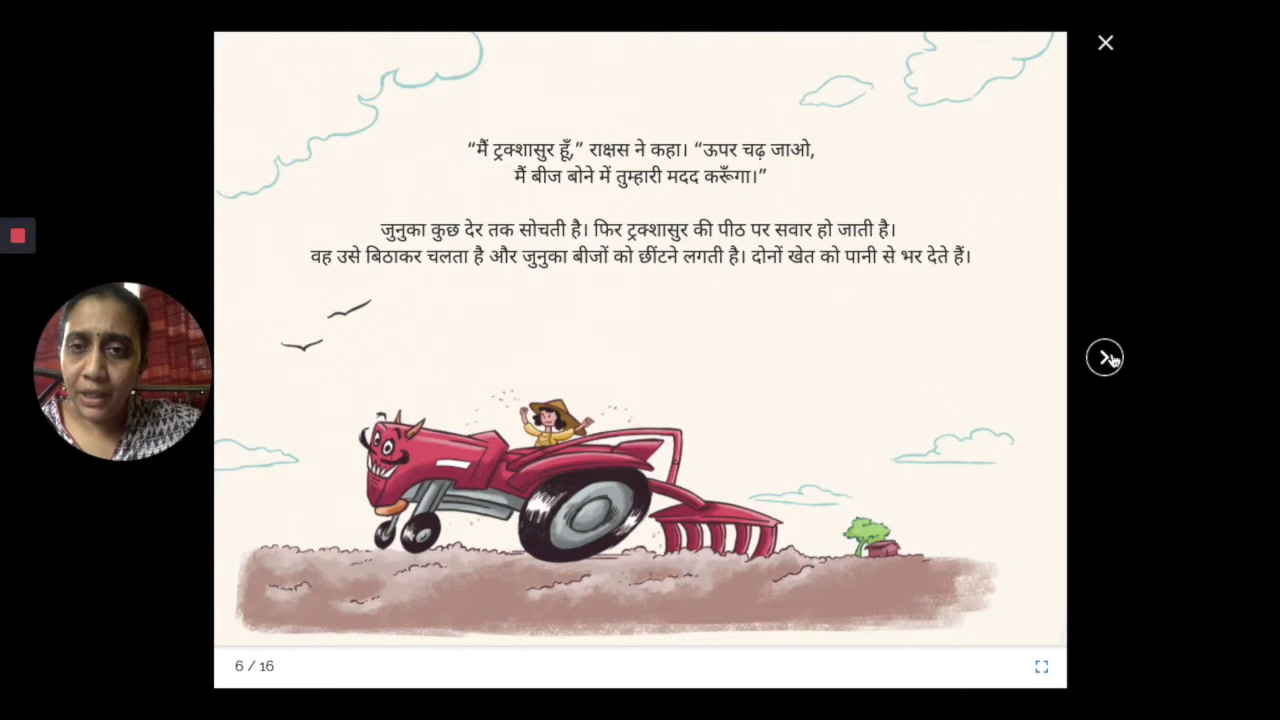 “मैं ट्रक्शासुर हूँ,” राक्षस ने कहा। “ऊपर चढ़ जाओ,
मैं बीज बोने में तुम्हारी मदद करूँगा।”
जुनुका कुछ देर तक सोचती है। फिर ट्रक्शासुर की पीठ पर सवार हो जाती है।
वह उसे बिठाकर चलता है और जुनुका बीजों को छींटने लगती है। दोनों खेत को पानी से भर देते हैं।
6 / 16